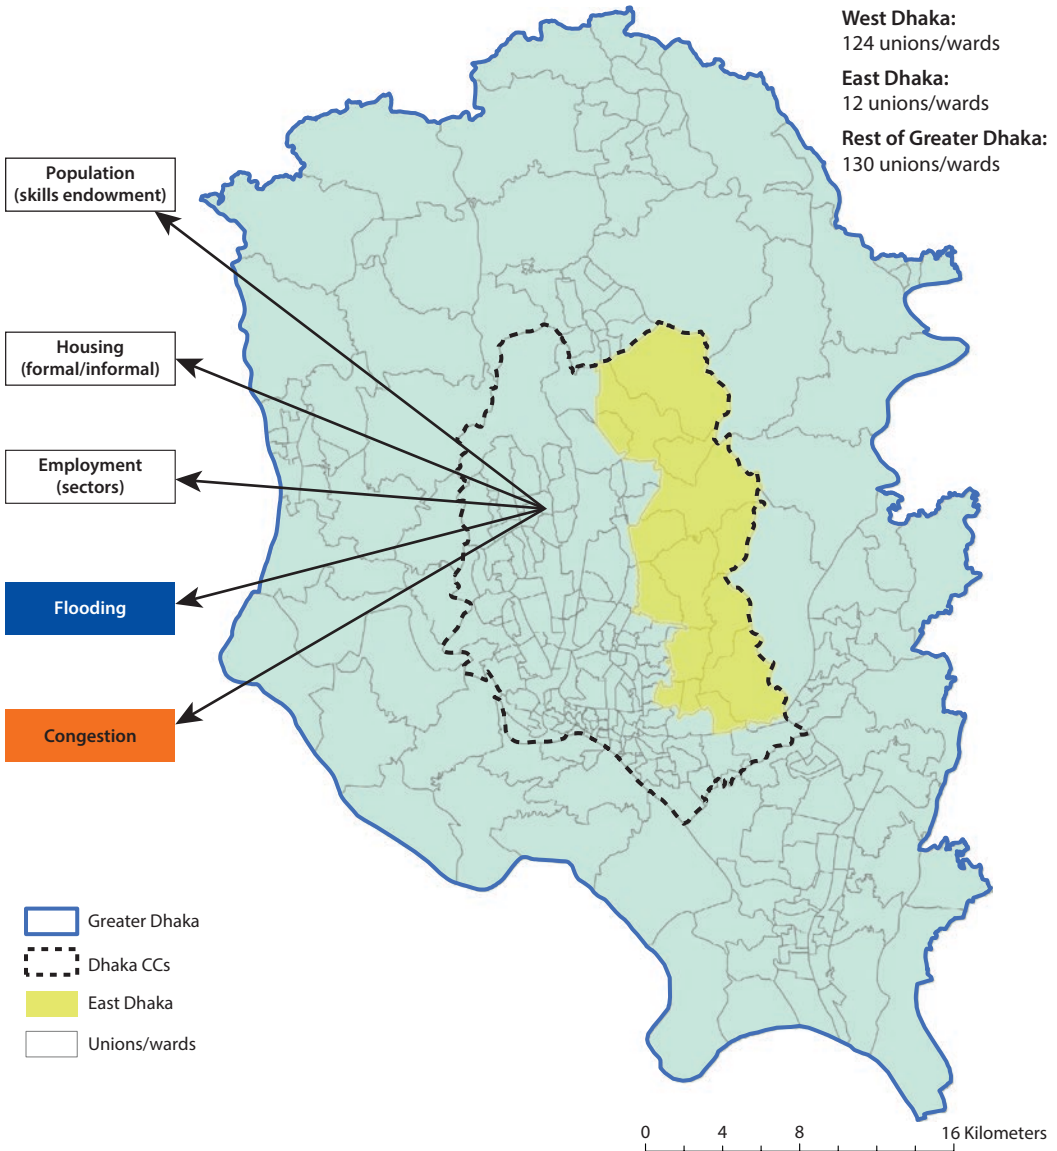 West Dhaka:
124 unions/wards
East Dhaka:
12 unions/wards
Rest of Greater Dhaka:
130 unions/wards
Population
(skills endowment)
Housing
(formal/informal)
Employment
(sectors)
Flooding
Congestion
Greater Dhaka
Dhaka CCs
East Dhaka
Unions/wards
0 4 8 16 Kilometers